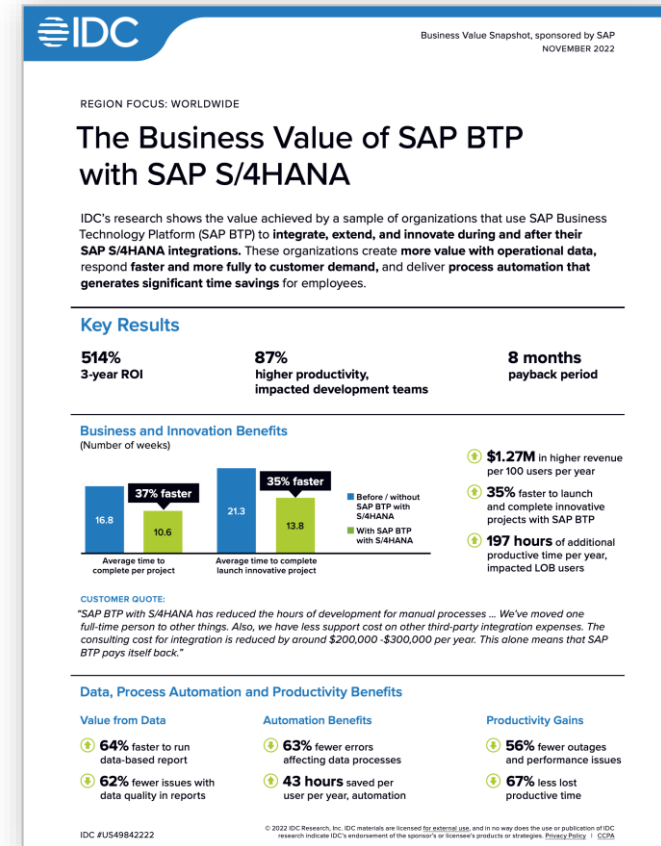 IDC
Business Value Snapshot, sponsored by SAP
NOVEMBER 2022
REGION FOCUS: WORLDWIDE
The Business Value of SAP BTP
with SAP S/4HANA
IDC's research shows the value achieved by a sample of organizations that use SAP Business
Technology Platform (SAP BTP) to integrate, extend, and innovate during and after their
SAP S/4HANA integrations. These organizations create more value with operational data,
respond faster and more fully to customer demand, and deliver process automation that
generates significant time savings for employees.
Key Results
514%
3-year ROI
87%
higher productivity,
impacted development teams
8 months
payback period
Business and Innovation Benefits
(Number of weeks)
16.8
37% faster
10.6
Average time to
complete per project
21.3
35% faster
13.8
Average time to complete
launch innovative project
Before / without
SAP BTP with
S/4HANA
With SAP BTP
with S/4HANA
$1.27M in higher revenue
per 100 users per year
35% faster to launch
and complete innovative
projects with SAP BTP
197 hours of additional
productive time per year,
impacted LOB users
CUSTOMER QUOTE:
"SAP BTP with S/4HANA has reduced the hours of development for manual processes ... We've moved one
full-time person to other things. Also, we have less support cost on other third-party integration expenses. The
consulting cost for integration is reduced by around $200,000 -$300,000 per year. This alone means that SAP
BTP pays itself back."
Data, Process Automation and Productivity Benefits
Value from Data
64% faster to run
data-based report
62% fewer issues with
data quality in reports
Automation Benefits
63% fewer errors
affecting data processes
43 hours saved per
user per year, automation
Productivity Gains
56% fewer outages
and performance issues
67% less lost
productive time
IDC #US49842222
© 2022 IDC Research, Inc. IDC materials are licensed for external use, and in no way does the use or publication of IDC
research indicate IDC's endorsement of the sponsor's or licensee's products or strategies. Privacy Policy | CCPA